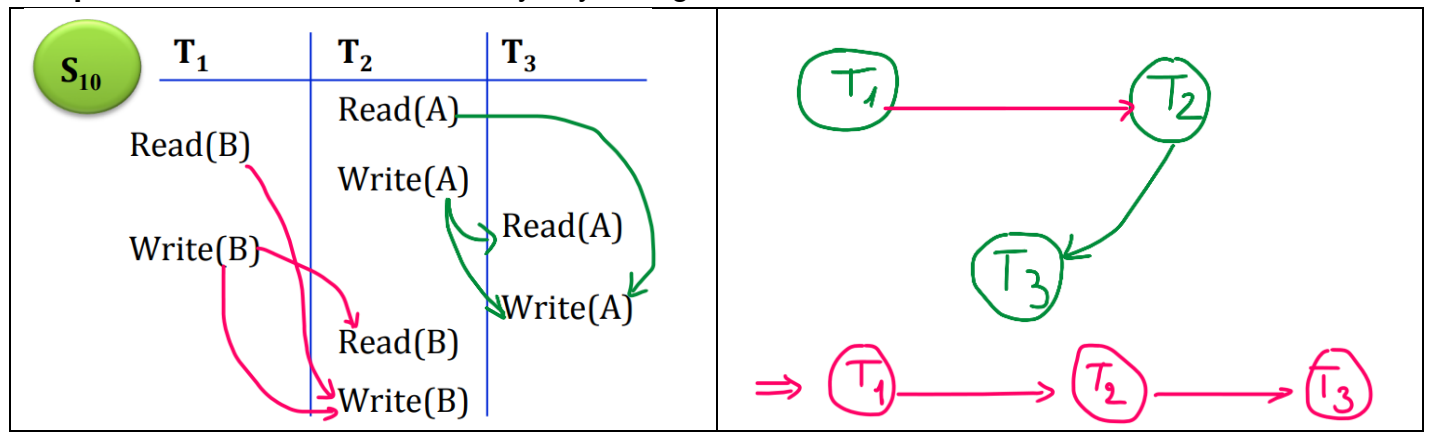 S10
T1 T2 T3
Read(A)
Read(B)
Write(A)
Read(A)
Write(B)
Write(A)
Read(B)
Write(B)
T1 T2
T3
⇒ T1 T2 T3